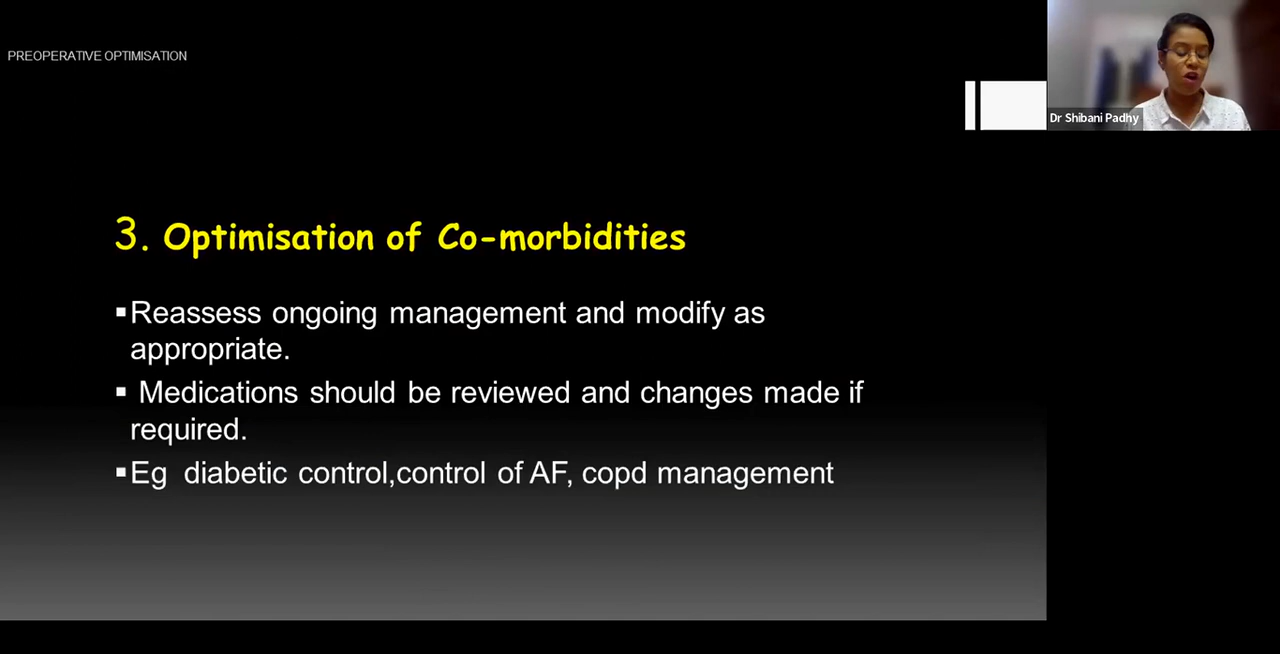 PREOPERATIVE OPTIMISATION
Dr Shibani Padhy
3. Optimisation of Co-morbidities
▪Reassess ongoing management and modify as
appropriate.
▪ Medications should be reviewed and changes made if
required.
▪Eg diabetic control,control of AF, copd management